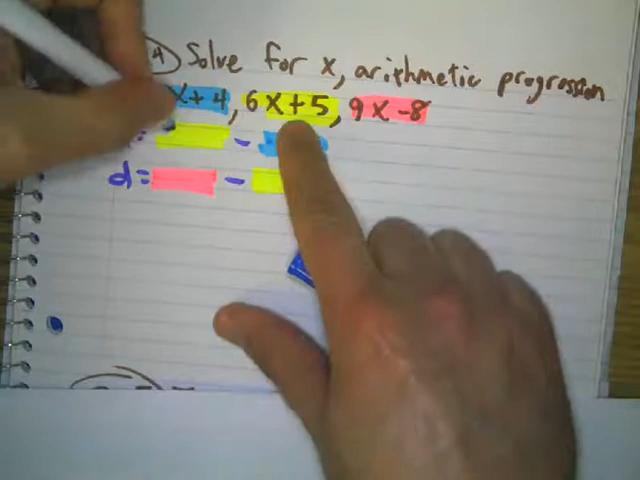 4) Solve for x, arithmetic progression
x + 4, 6x + 5, 9x - 8
= -
d = -